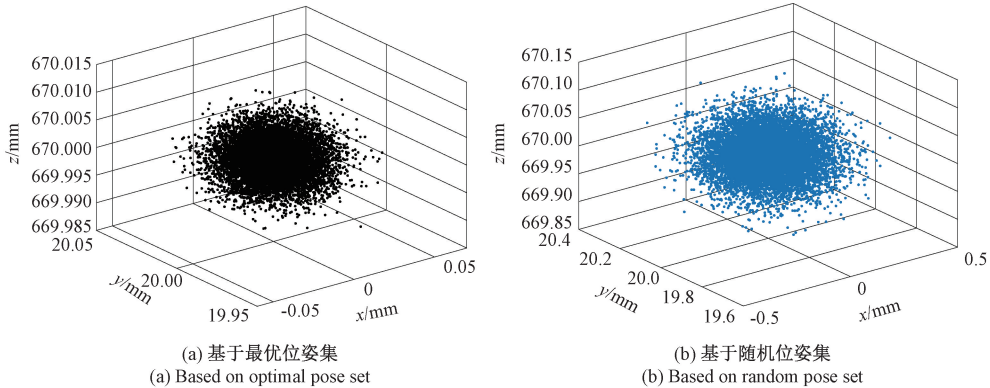 670.015
670.010
670.005
670.000
669.995
669.990
669.985
z/mm
20.05
20.00
19.95
y/mm
-0.05
0
0.05
x/mm
(a) 基于最优位姿集
(a) Based on optimal pose set
670.15
670.10
670.05
670.00
669.95
669.90
669.85
z/mm
20.4
20.2
20.0
19.8
19.6
y/mm
-0.5
0
0.5
x/mm
(b) 基于随机位姿集
(b) Based on random pose set